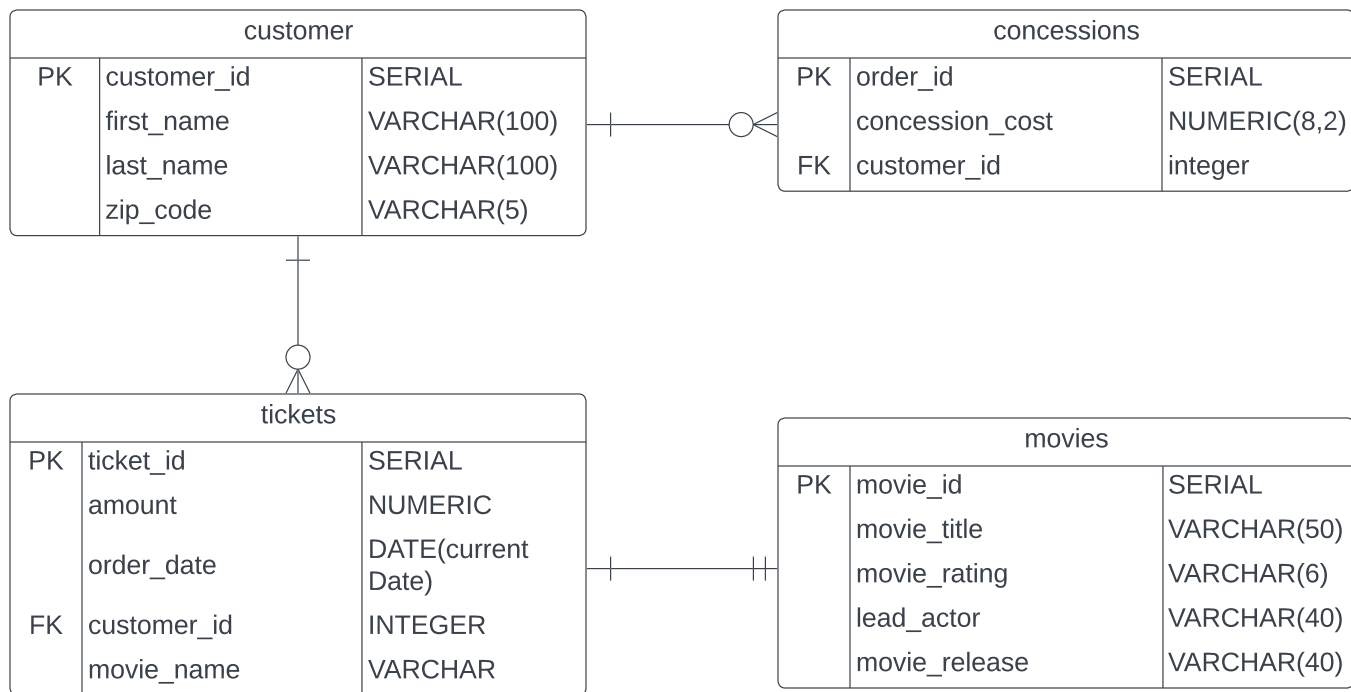 customer
PK customer_id SERIAL
first_name VARCHAR(100)
last_name VARCHAR(100)
zip_code VARCHAR(5)
concessions
PK order_id SERIAL
concession_cost NUMERIC(8,2)
FK customer_id integer
tickets
PK ticket_id SERIAL
amount NUMERIC
order_date DATE(current
Date)
FK customer_id INTEGER
movie_name VARCHAR
movies
PK movie_id SERIAL
movie_title VARCHAR(50)
movie_rating VARCHAR(6)
lead_actor VARCHAR(40)
movie_release VARCHAR(40)